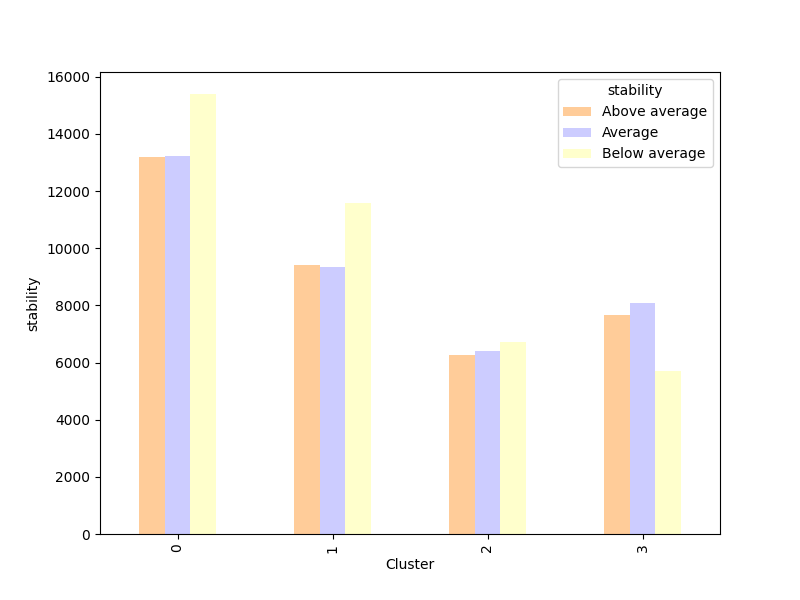 16000
14000
12000
10000
8000
6000
4000
2000
0
stability
stability
Above average
Average
Below average
0
1
2
3
Cluster